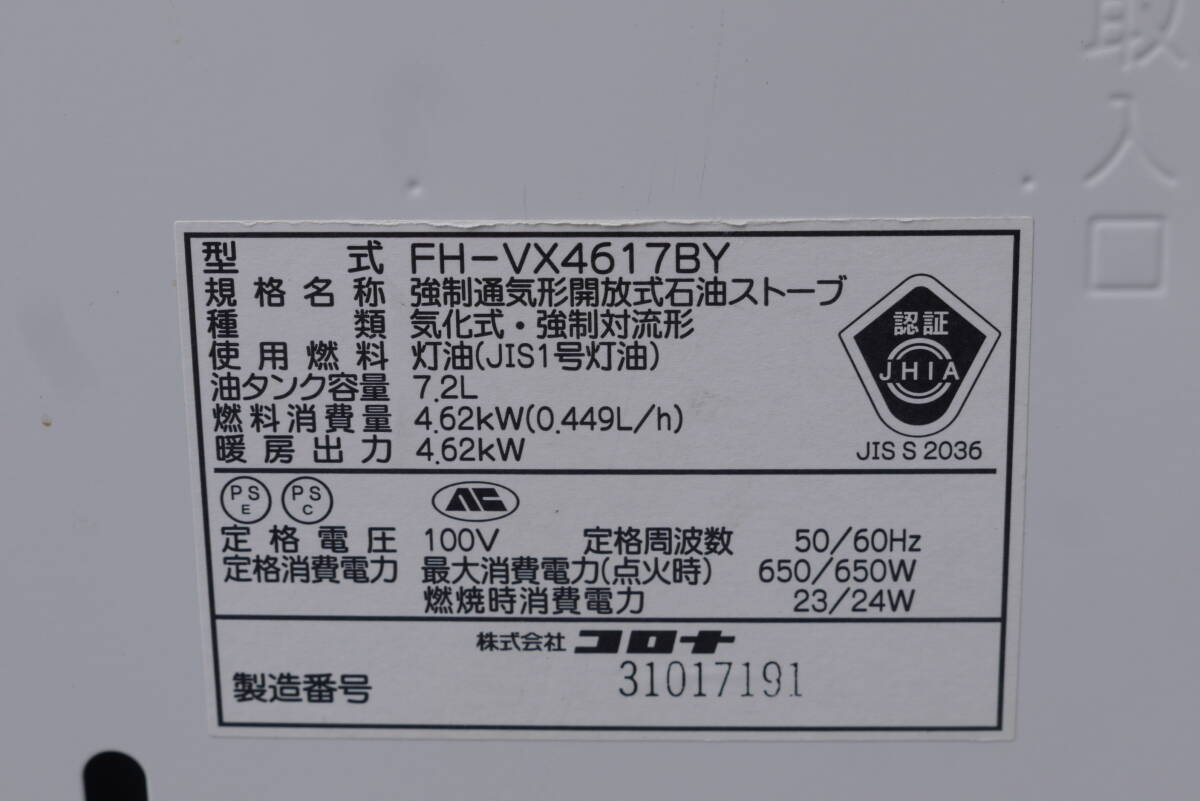 取入口
型式 FH-VX4617BY
規格名称 強制通気形開放式石油ストーブ
種類 気化式・強制対流形
使用燃料 灯油(JIS1号灯油)
油タンク容量 7.2L
燃料消費量 4.62kW(0.449L/h)
暖房出力 4.62kW
認証
JHIA
JIS S 2036
PS E PS C
定格電圧 100V 定格周波数 50/60Hz
定格消費電力 最大消費電力(点火時) 650/650W
燃焼時消費電力 23/24W
株式会社 コロナ
製造番号 31017191